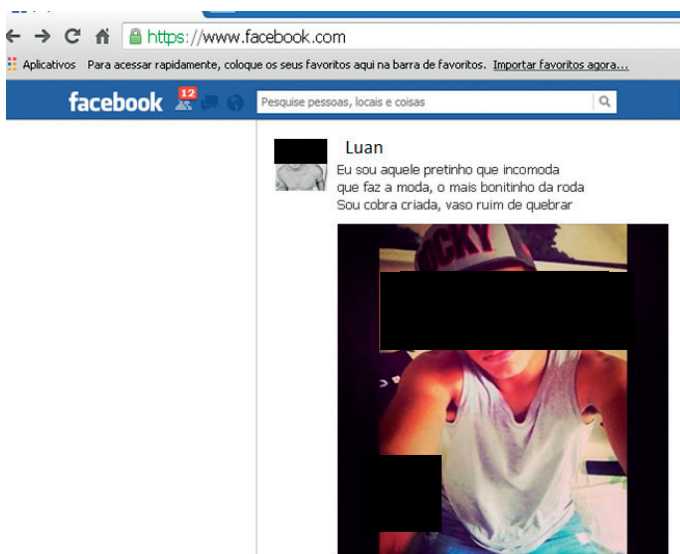 https://www.facebook.com
Aplicativos Para acessar rapidamente, coloque os seus favoritos aqui na barra de favoritos. Importar favoritos agora...
facebook 12 Pesquise pessoas, locais e coisas
Luan
Eu sou aquele pretinho que incomoda
que faz a moda, o mais bonitinho da roda
Sou cobra criada, vaso ruim de quebrar